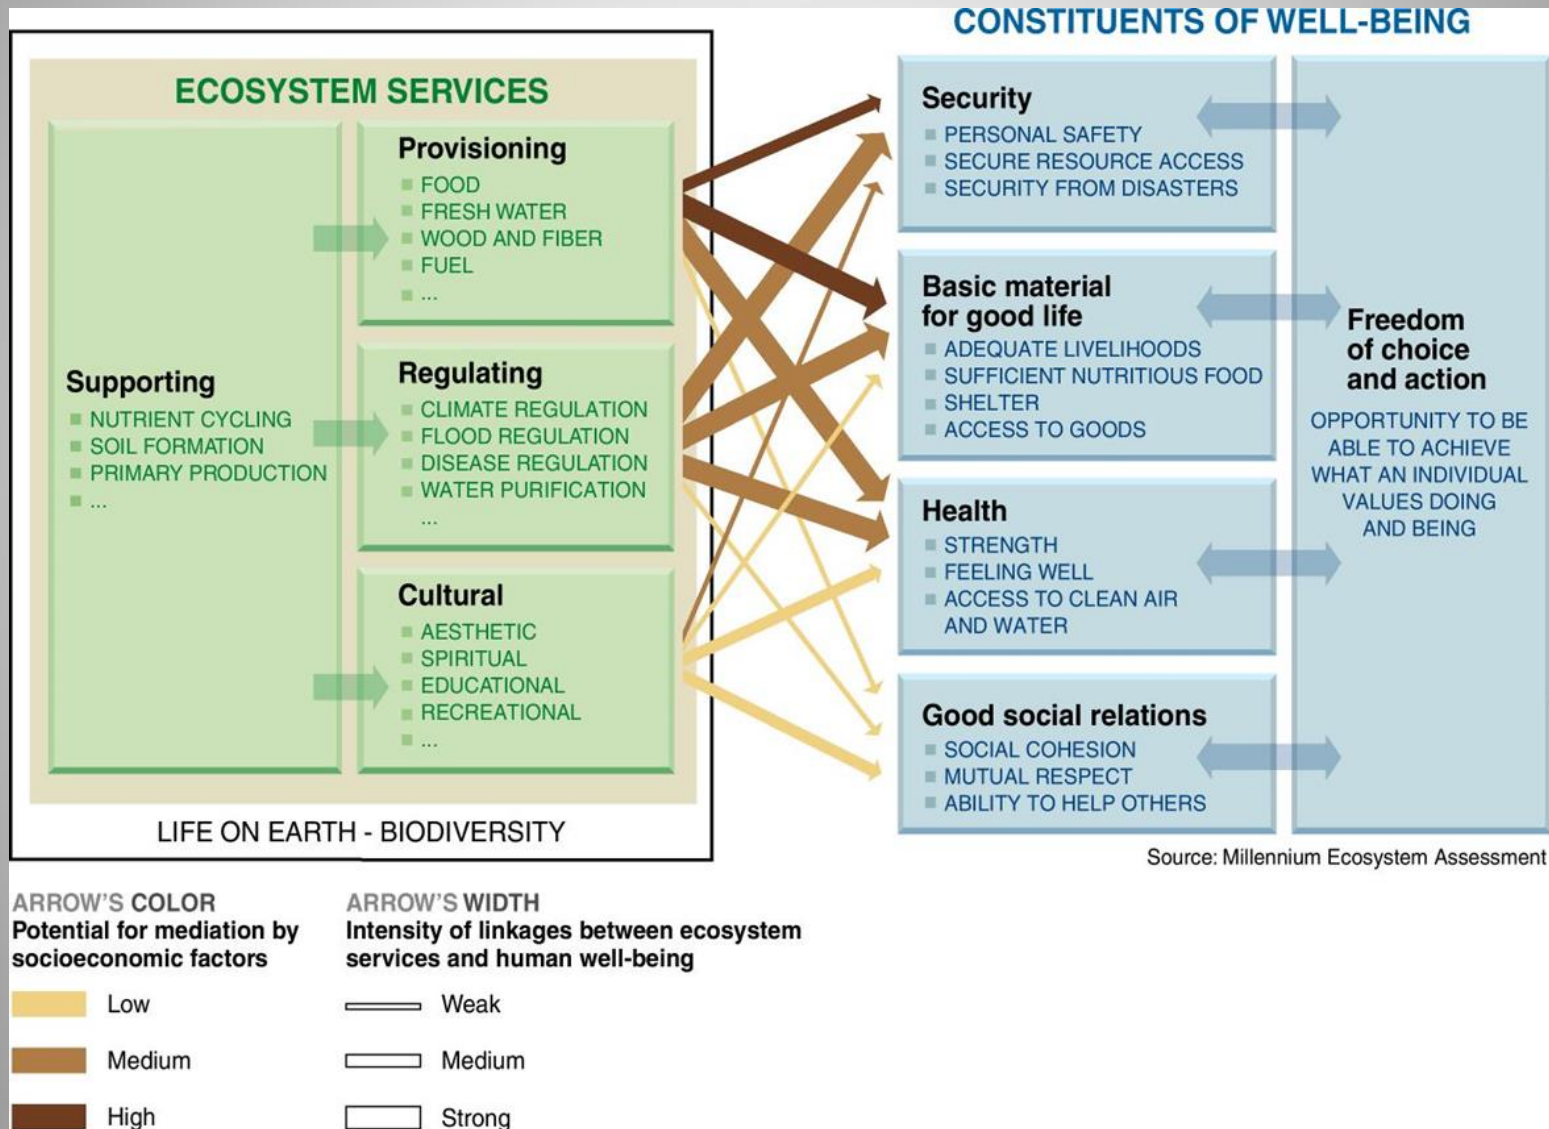 CONSTITUENTS OF WELL-BEING
ECOSYSTEM SERVICES
Supporting
NUTRIENT CYCLING
SOIL FORMATION
PRIMARY PRODUCTION
...
Provisioning
FOOD
FRESH WATER
WOOD AND FIBER
FUEL
...
Regulating
CLIMATE REGULATION
FLOOD REGULATION
DISEASE REGULATION
WATER PURIFICATION
...
Cultural
AESTHETIC
SPIRITUAL
EDUCATIONAL
RECREATIONAL
...
LIFE ON EARTH - BIODIVERSITY
Security
PERSONAL SAFETY
SECURE RESOURCE ACCESS
SECURITY FROM DISASTERS
Basic material
for good life
ADEQUATE LIVELIHOODS
SUFFICIENT NUTRITIOUS FOOD
SHELTER
ACCESS TO GOODS
Health
STRENGTH
FEELING WELL
ACCESS TO CLEAN AIR
AND WATER
Good social relations
SOCIAL COHESION
MUTUAL RESPECT
ABILITY TO HELP OTHERS
Freedom
of choice
and action
OPPORTUNITY TO BE
ABLE TO ACHIEVE
WHAT AN INDIVIDUAL
VALUES DOING
AND BEING
Source: Millennium Ecosystem Assessment
ARROW'S COLOR
Potential for mediation by
socioeconomic factors
Low
Medium
High
ARROW'S WIDTH
Intensity of linkages between ecosystem
services and human well-being
Weak
Medium
Strong